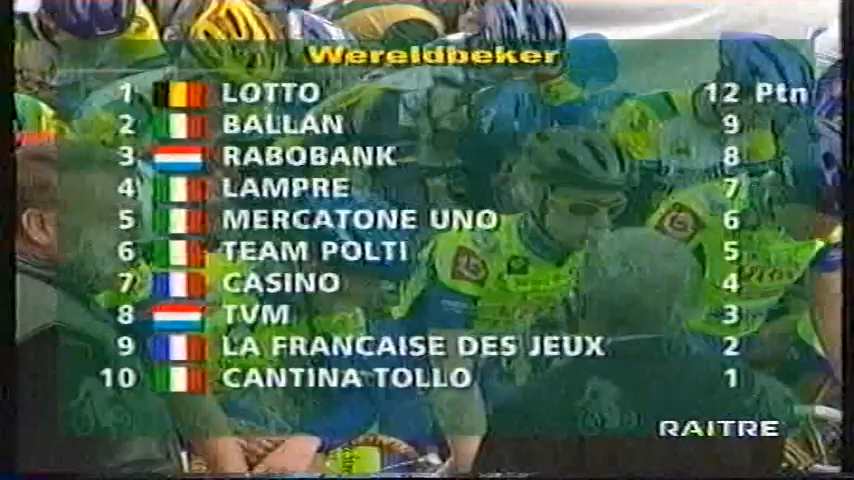 Wereldbeker
1 LOTTO 12 Ptn
2 BALLAN 9
3 RABOBANK 8
4 LAMPRE 7
5 MERCATONE UNO 6
6 TEAM POLTI 5
7 CASINO 4
8 TVM 3
9 LA FRANCAISE DES JEUX 2
10 CANTINA TOLLO 1
RAITRE